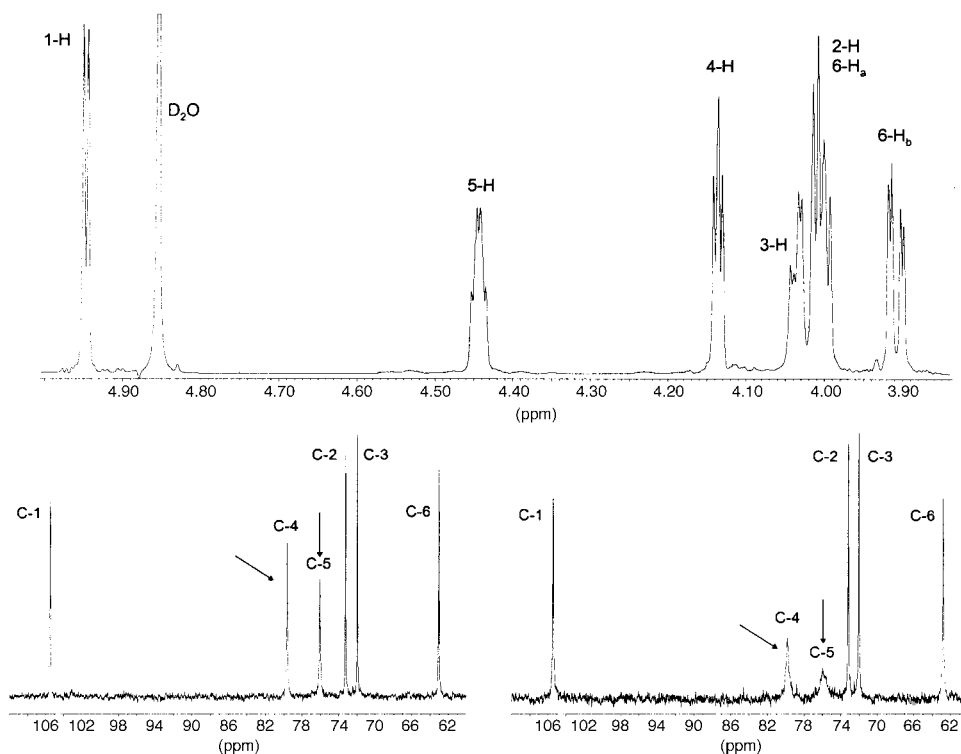 1-H
D₂O
5-H
4-H
3-H
2-H
6-Hₐ
6-H_b
4.90 4.80 4.70 4.60 4.50 4.40 4.30 4.20 4.10 4.00 3.90
(ppm)
C-1
C-4
C-5
C-2
C-3
C-6
106 102 98 94 90 86 82 78 74 70 66 62
(ppm)
C-1
C-4
C-5
C-2
C-3
C-6
106 102 98 94 90 86 82 78 74 70 66 62
(ppm)